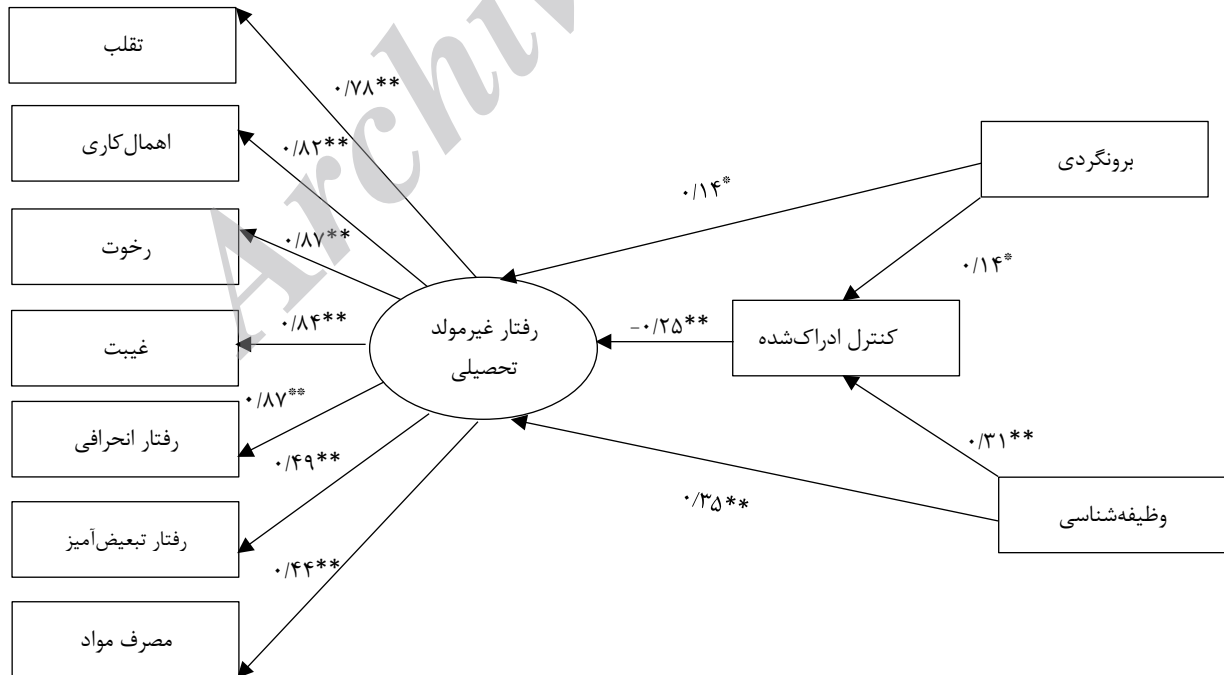 تقلب
اهمال‌کاری
رخوت
غیبت
رفتار انحرافی
رفتار تبعیض‌آمیز
مصرف مواد
۰/۷۸**
۰/۸۲**
۰/۸۷**
۰/۸۴**
۰/۸۷**
۰/۴۹**
۰/۴۴**
رفتار غیرمولد
تحصیلی
۰/۱۴*
-۰/۲۵**
۰/۳۵**
کنترل ادراک‌شده
۰/۱۴*
۰/۳۱**
برونگردی
وظیفه‌شناسی
Archiv